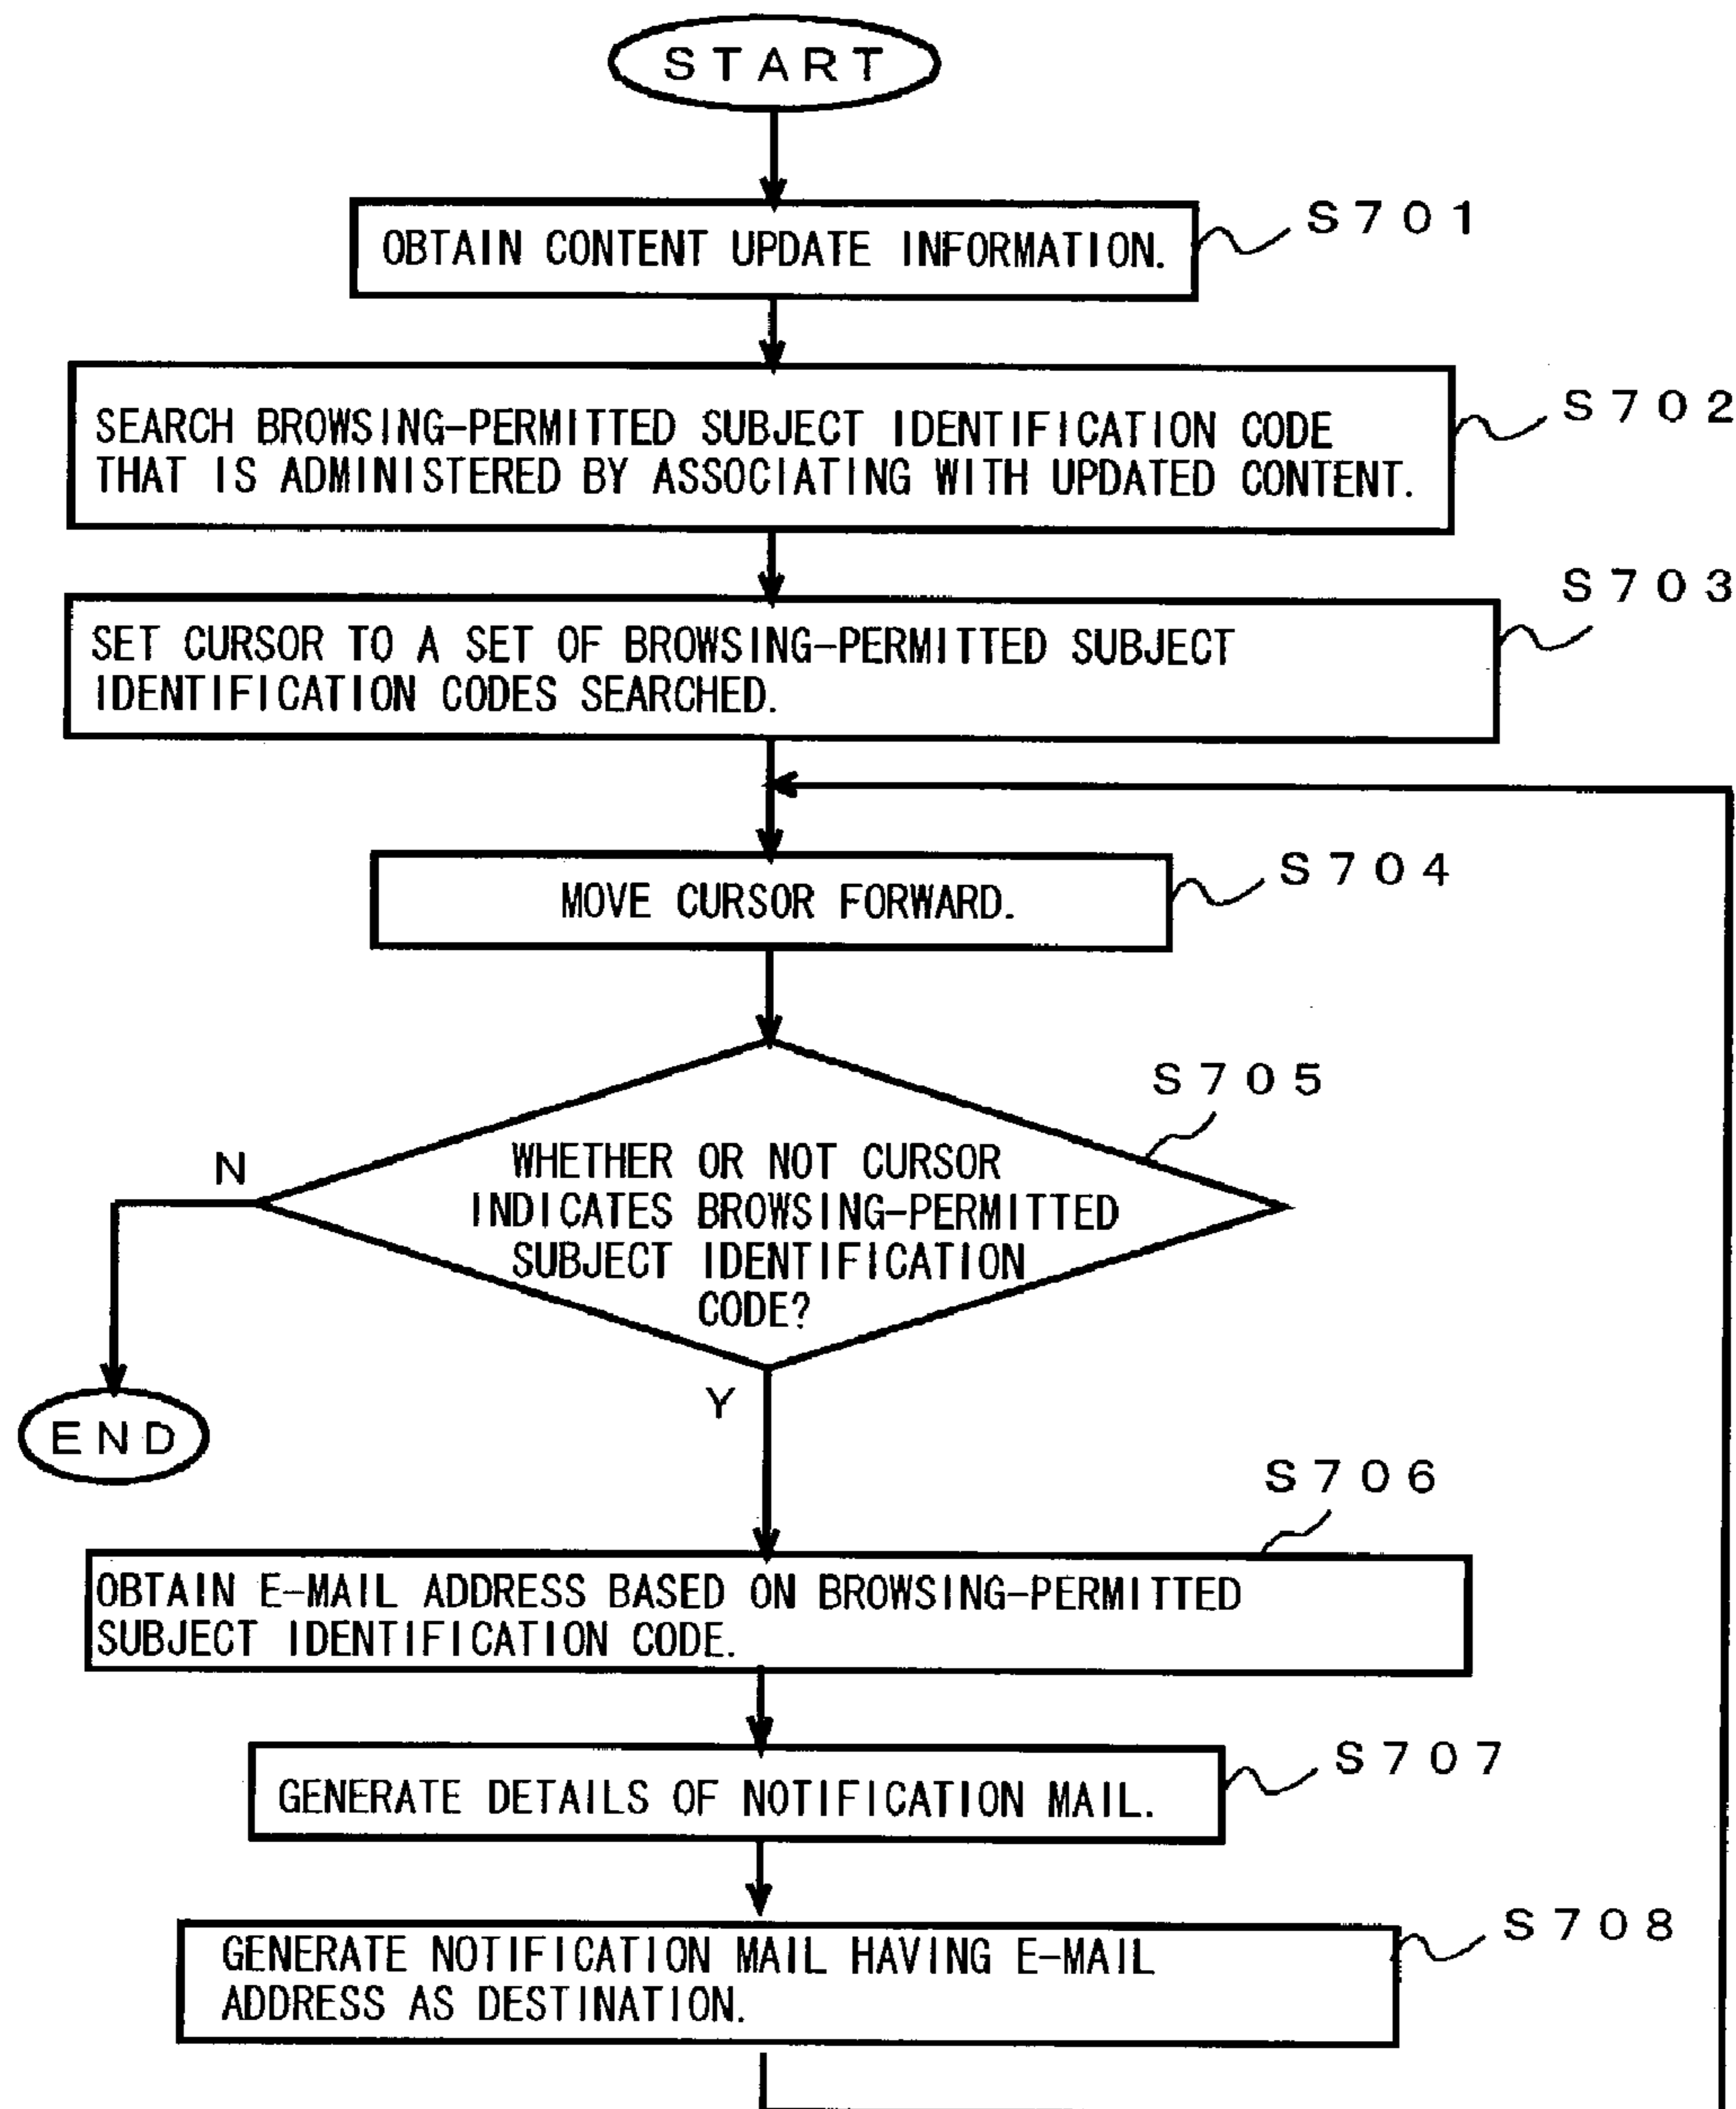 START
OBTAIN CONTENT UPDATE INFORMATION.
S701
SEARCH BROWSING-PERMITTED SUBJECT IDENTIFICATION CODE
THAT IS ADMINISTERED BY ASSOCIATING WITH UPDATED CONTENT.
S702
SET CURSOR TO A SET OF BROWSING-PERMITTED SUBJECT
IDENTIFICATION CODES SEARCHED.
S703
MOVE CURSOR FORWARD.
S704
WHETHER OR NOT CURSOR
INDICATES BROWSING-PERMITTED
SUBJECT IDENTIFICATION
CODE?
S705
N
END
Y
OBTAIN E-MAIL ADDRESS BASED ON BROWSING-PERMITTED
SUBJECT IDENTIFICATION CODE.
S706
GENERATE DETAILS OF NOTIFICATION MAIL.
S707
GENERATE NOTIFICATION MAIL HAVING E-MAIL
ADDRESS AS DESTINATION.
S708